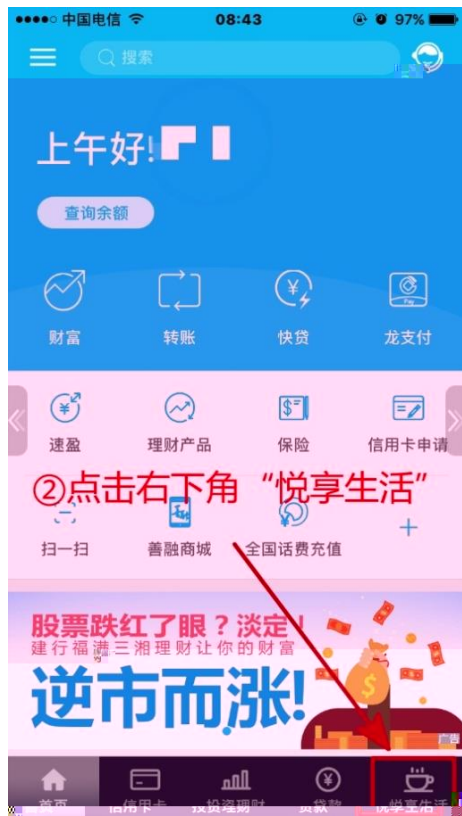 中国电信 08:43 97%
搜索
上午好!
查询余额
财富 转账 快贷 龙支付
Pay
速盈 理财产品 保险 信用卡申请
②点击右下角“悦享生活”
扫一扫 善融商城 全国话费充值
股票跌红了眼？淡定！
建行福满三湘理财让你的财富
逆市而涨!
广告
首页 信用卡 投资理财 贷款 悦享生活